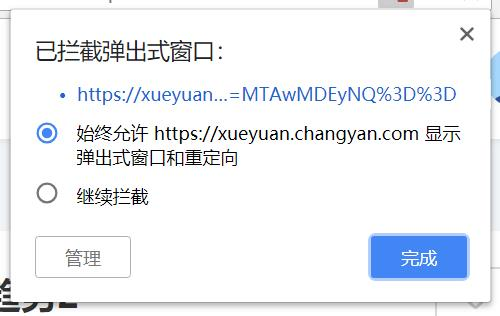 已拦截弹出式窗口：
• https://xueyuan...=MTAwMDEyNQ%3D%3D
始终允许 https://xueyuan.changyan.com 显示
弹出式窗口和重定向
继续拦截
管理
完成